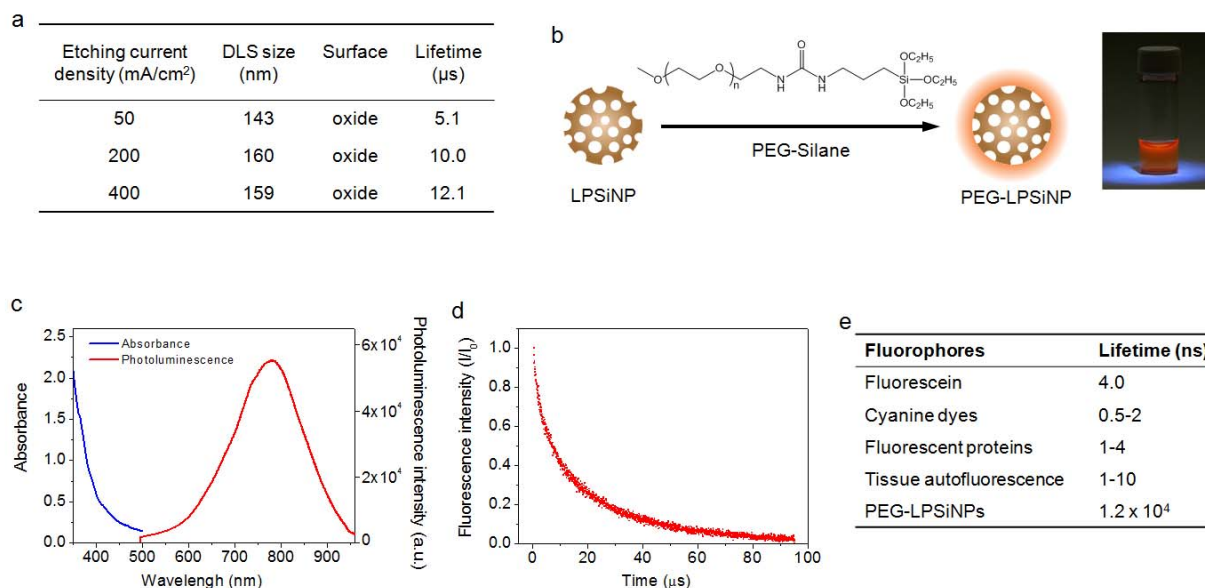 a
Etching current density (mA/cm²) DLS size (nm) Surface Lifetime (µs)
50 143 oxide 5.1
200 160 oxide 10.0
400 159 oxide 12.1
b
O O n O N H N H Si OC₂H₅ OC₂H₅ OC₂H₅
PEG-Silane
LPSiNP
PEG-LPSiNP
c
Absorbance
Photoluminescence
Absorbance
2.5
2.0
1.5
1.0
0.5
0.0
400 500 600 700 800 900
Wavelengh (nm)
6x10⁴
4x10⁴
2x10⁴
0
Photoluminescence intensity (a.u.)
d
Fluorescence intensity (I/I₀)
1.0
0.8
0.6
0.4
0.2
0.0
0 20 40 60 80 100
Time (µs)
e
Fluorophores Lifetime (ns)
Fluorescein 4.0
Cyanine dyes 0.5-2
Fluorescent proteins 1-4
Tissue autofluorescence 1-10
PEG-LPSiNPs 1.2 x 10⁴